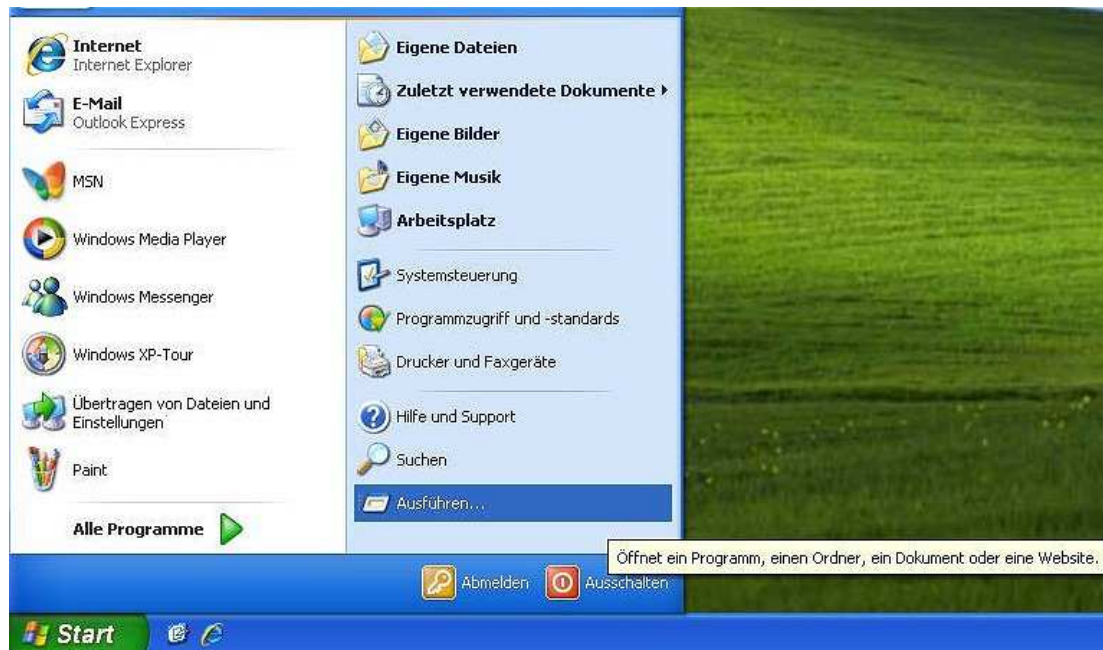 Internet
Internet Explorer
E-Mail
Outlook Express
MSN
Windows Media Player
Windows Messenger
Windows XP-Tour
Übertragen von Dateien und
Einstellungen
Paint
Alle Programme
Eigene Dateien
Zuletzt verwendete Dokumente
Eigene Bilder
Eigene Musik
Arbeitsplatz
Systemsteuerung
Programmzugriff und -standards
Drucker und Faxgeräte
Hilfe und Support
Suchen
Ausführen...
Öffnet ein Programm, einen Ordner, ein Dokument oder eine Website.
Abmelden
Ausschalten
Start